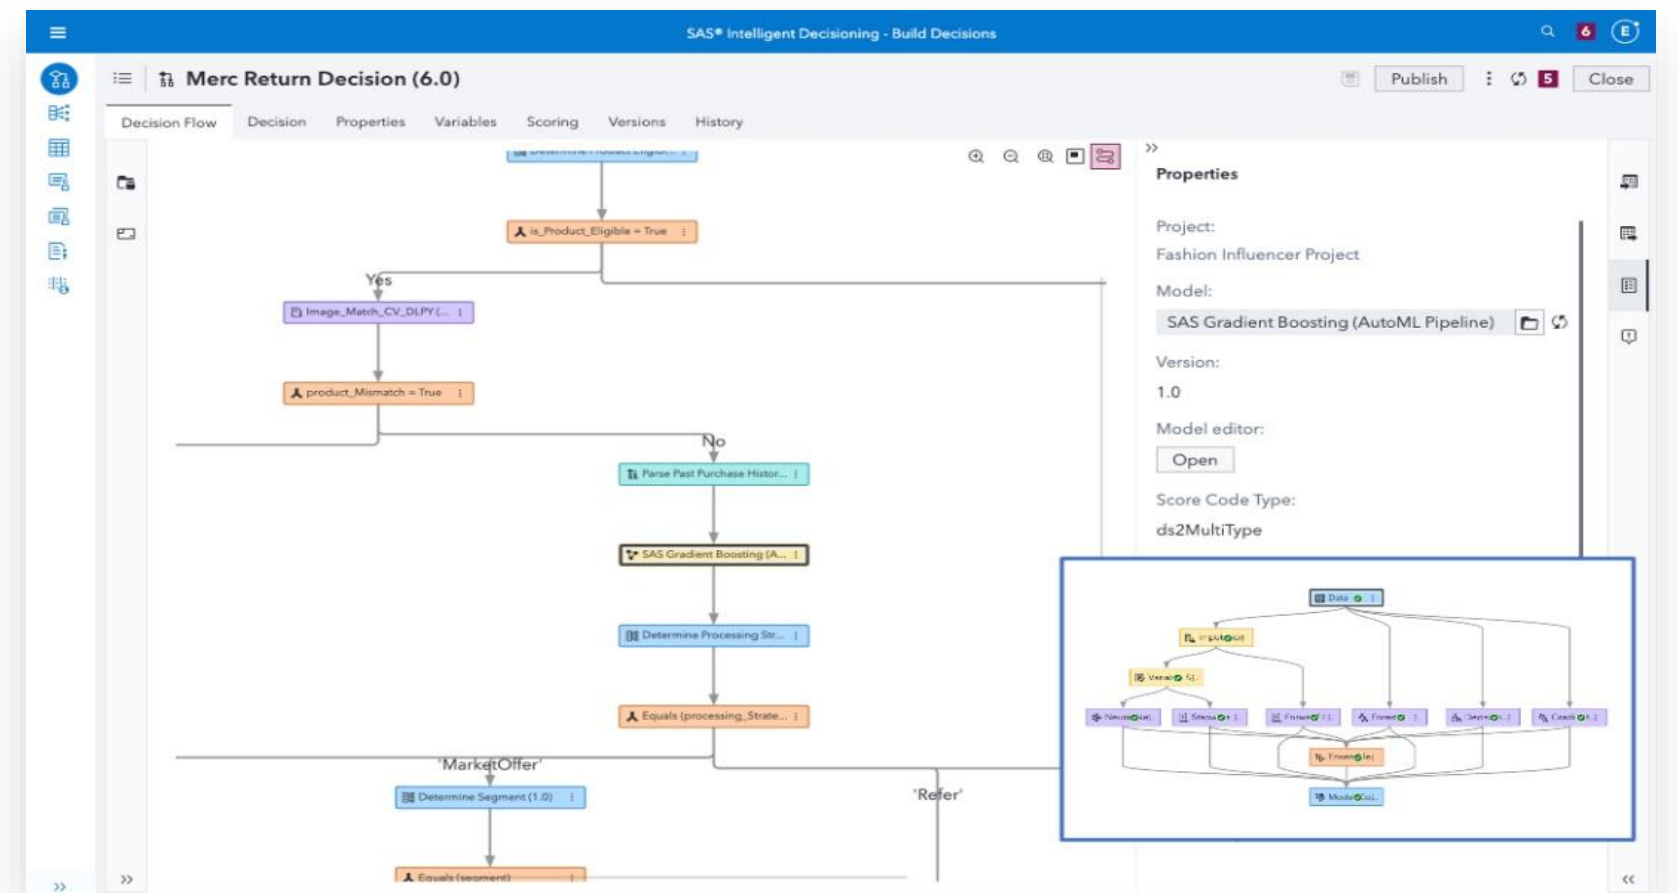 SAS® Intelligent Decisioning - Build Decisions
6
E
Merc Return Decision (6.0)
Publish
5
Close
Decision Flow
Decision
Properties
Variables
Scoring
Versions
History
is_Product_Eligible = True
Yes
Image_Match_CV_DLPY (...
product_Mismatch = True
No
Parse Past Purchase Histor...
SAS Gradient Boosting (A...
Determine Processing Str...
Equals (processing_Strate...
'MarketOffer'
'Refer'
Determine Segment (1.0)
Equals (segment)
Properties
Project:
Fashion Influencer Project
Model:
SAS Gradient Boosting (AutoML Pipeline)
Version:
1.0
Model editor:
Open
Score Code Type:
ds2MultiType
Data